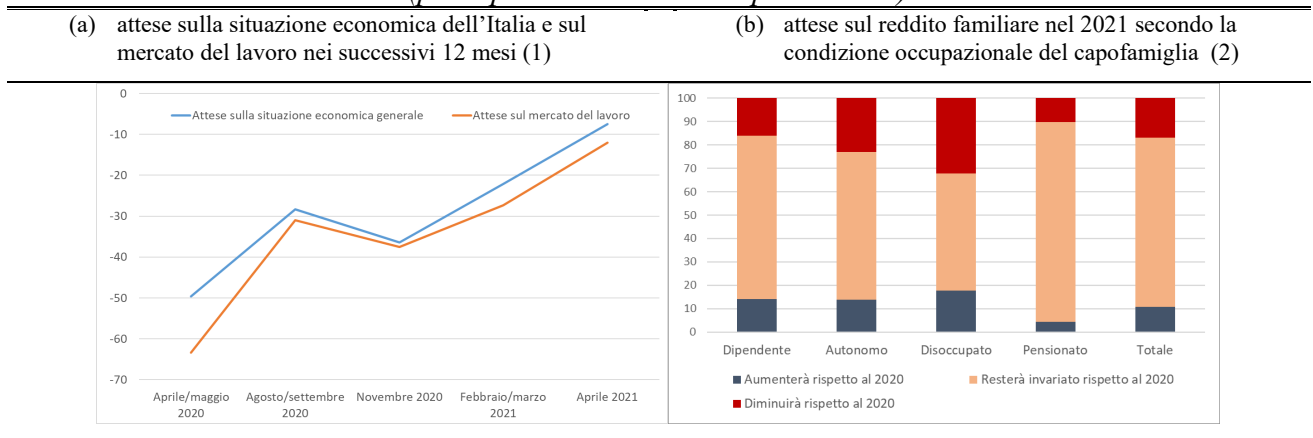 (a) attese sulla situazione economica dell’Italia e sul
mercato del lavoro nei successivi 12 mesi (1)
(b) attese sul reddito familiare nel 2021 secondo la
condizione occupazionale del capofamiglia (2)
0
-10
-20
-30
-40
-50
-60
-70
Attese sulla situazione economica generale
Attese sul mercato del lavoro
Aprile/maggio
2020
Agosto/settembre
2020
Novembre 2020
Febbraio/marzo
2021
Aprile 2021
100
90
80
70
60
50
40
30
20
10
0
Dipendente
Autonomo
Disoccupato
Pensionato
Totale
Aumenterà rispetto al 2020
Resterà invariato rispetto al 2020
Diminuirà rispetto al 2020